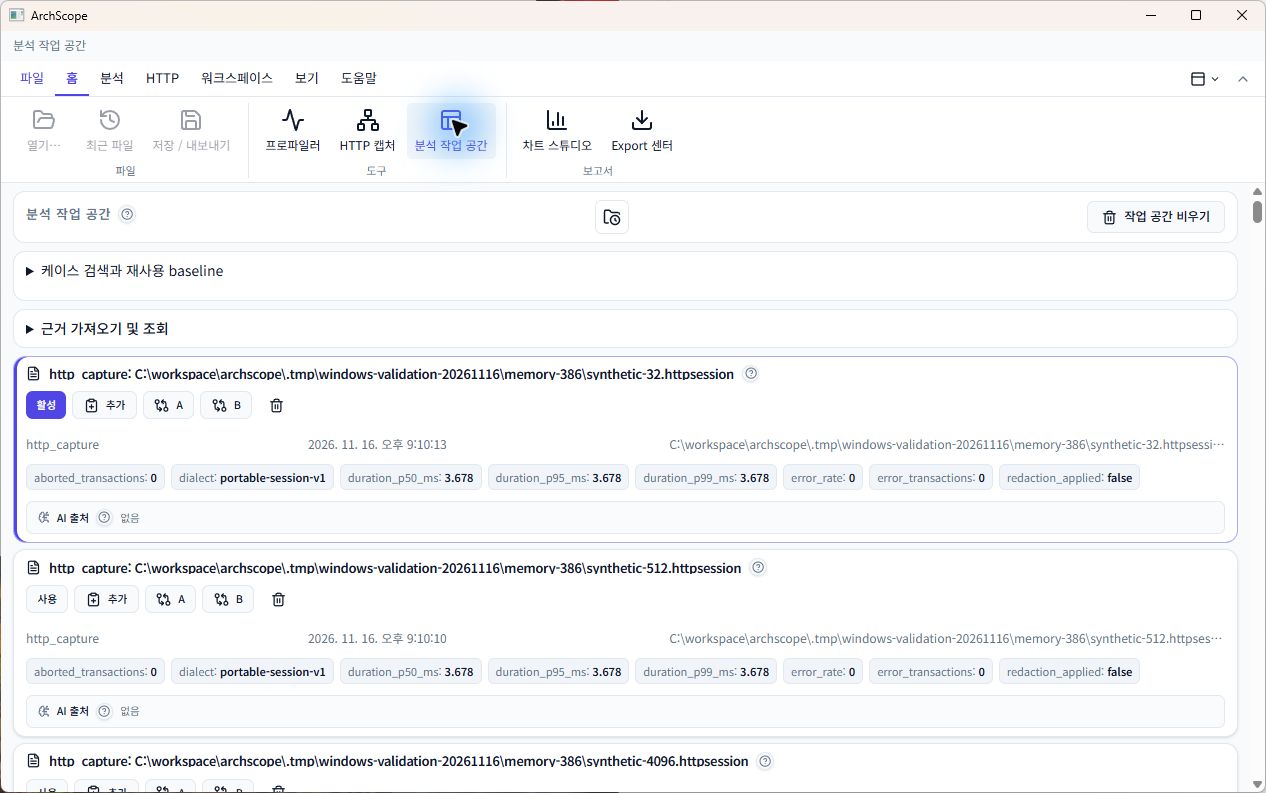 ArchScope
분석 작업 공간
파일 홈 분석 HTTP 워크스페이스 보기 도움말
열기… 최근 파일 저장 / 내보내기 프로파일러 HTTP 캡처 분석 작업 공간 차트 스튜디오 Export 센터
파일 도구 보고서
분석 작업 공간 ? 작업 공간 비우기
▶ 케이스 검색과 재사용 baseline
▶ 근거 가져오기 및 조회
http_capture: C:\workspace\archscope\.tmp\windows-validation-20261116\memory-386\synthetic-32.httpsession ?
활성 추가 A B
http_capture 2026. 11. 16. 오후 9:10:13 C:\workspace\archscope\.tmp\windows-validation-20261116\memory-386\synthetic-32.httpsessi…
aborted_transactions: 0 dialect: portable-session-v1 duration_p50_ms: 3.678 duration_p95_ms: 3.678 duration_p99_ms: 3.678 error_rate: 0 error_transactions: 0 redaction_applied: false
AI 출처 ? 없음
http_capture: C:\workspace\archscope\.tmp\windows-validation-20261116\memory-386\synthetic-512.httpsession ?
사용 추가 A B
http_capture 2026. 11. 16. 오후 9:10:10 C:\workspace\archscope\.tmp\windows-validation-20261116\memory-386\synthetic-512.httpses…
aborted_transactions: 0 dialect: portable-session-v1 duration_p50_ms: 3.678 duration_p95_ms: 3.678 duration_p99_ms: 3.678 error_rate: 0 error_transactions: 0 redaction_applied: false
AI 출처 ? 없음
http_capture: C:\workspace\archscope\.tmp\windows-validation-20261116\memory-386\synthetic-4096.httpsession ?
사용 추가 A B